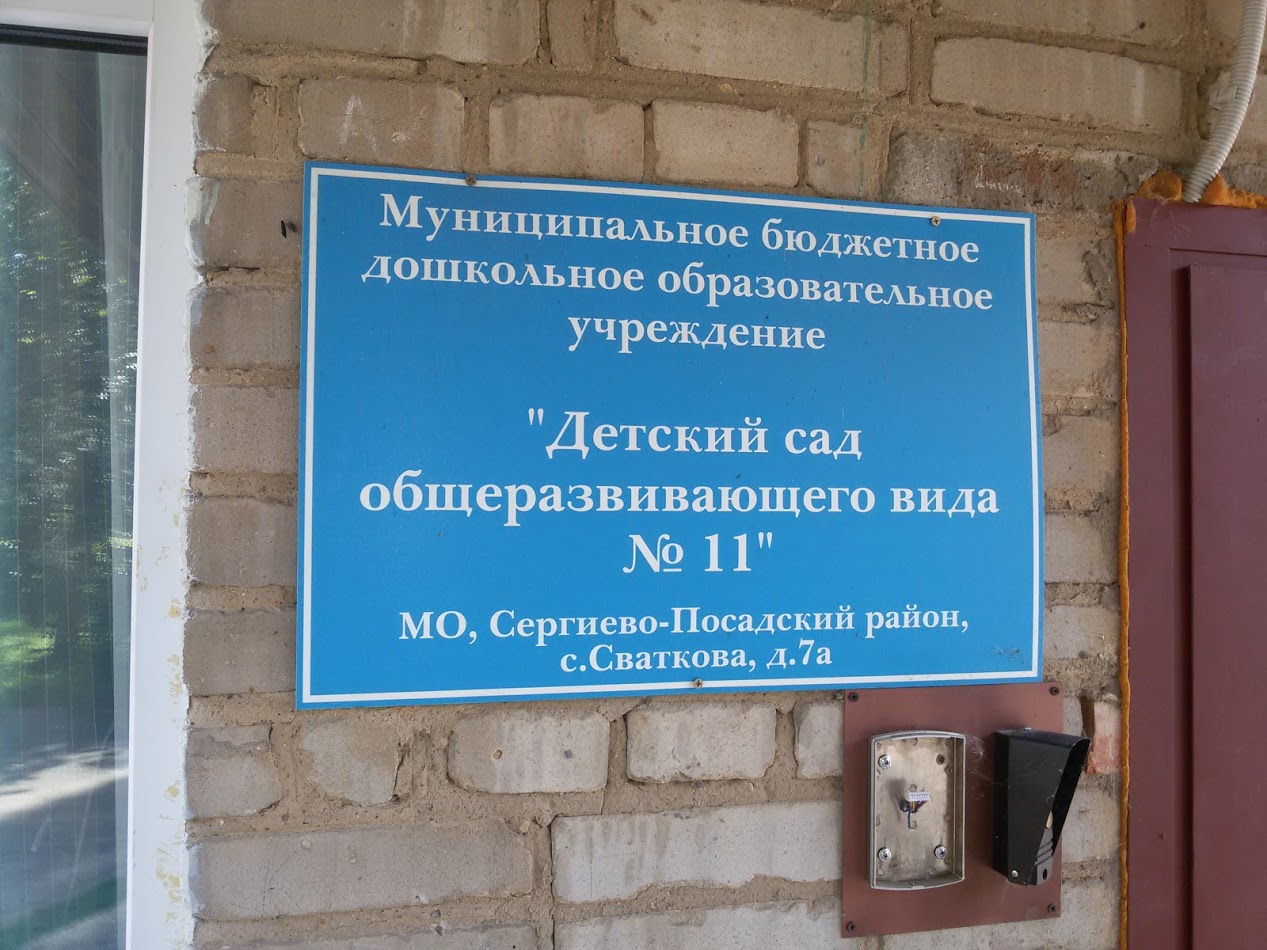 Муниципальное бюджетное
дошкольное образовательное
учреждение
"Детский сад
общеразвивающего вида
№ 11"
МО, Сергиево-Посадский район,
с.Сваткова, д.7а